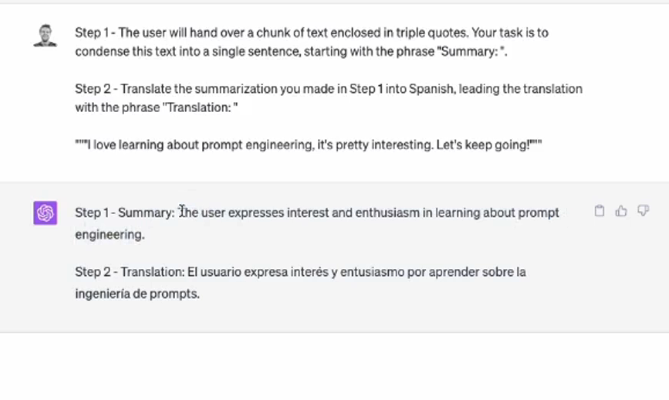 Step 1 - The user will hand over a chunk of text enclosed in triple quotes. Your task is to
condense this text into a single sentence, starting with the phrase "Summary: ".
Step 2 - Translate the summarization you made in Step 1 into Spanish, leading the translation
with the phrase "Translation: "
"""I love learning about prompt engineering, it's pretty interesting. Let's keep going!"""
Step 1 - Summary: The user expresses interest and enthusiasm in learning about prompt
engineering.
Step 2 - Translation: El usuario expresa interés y entusiasmo por aprender sobre la
ingeniería de prompts.